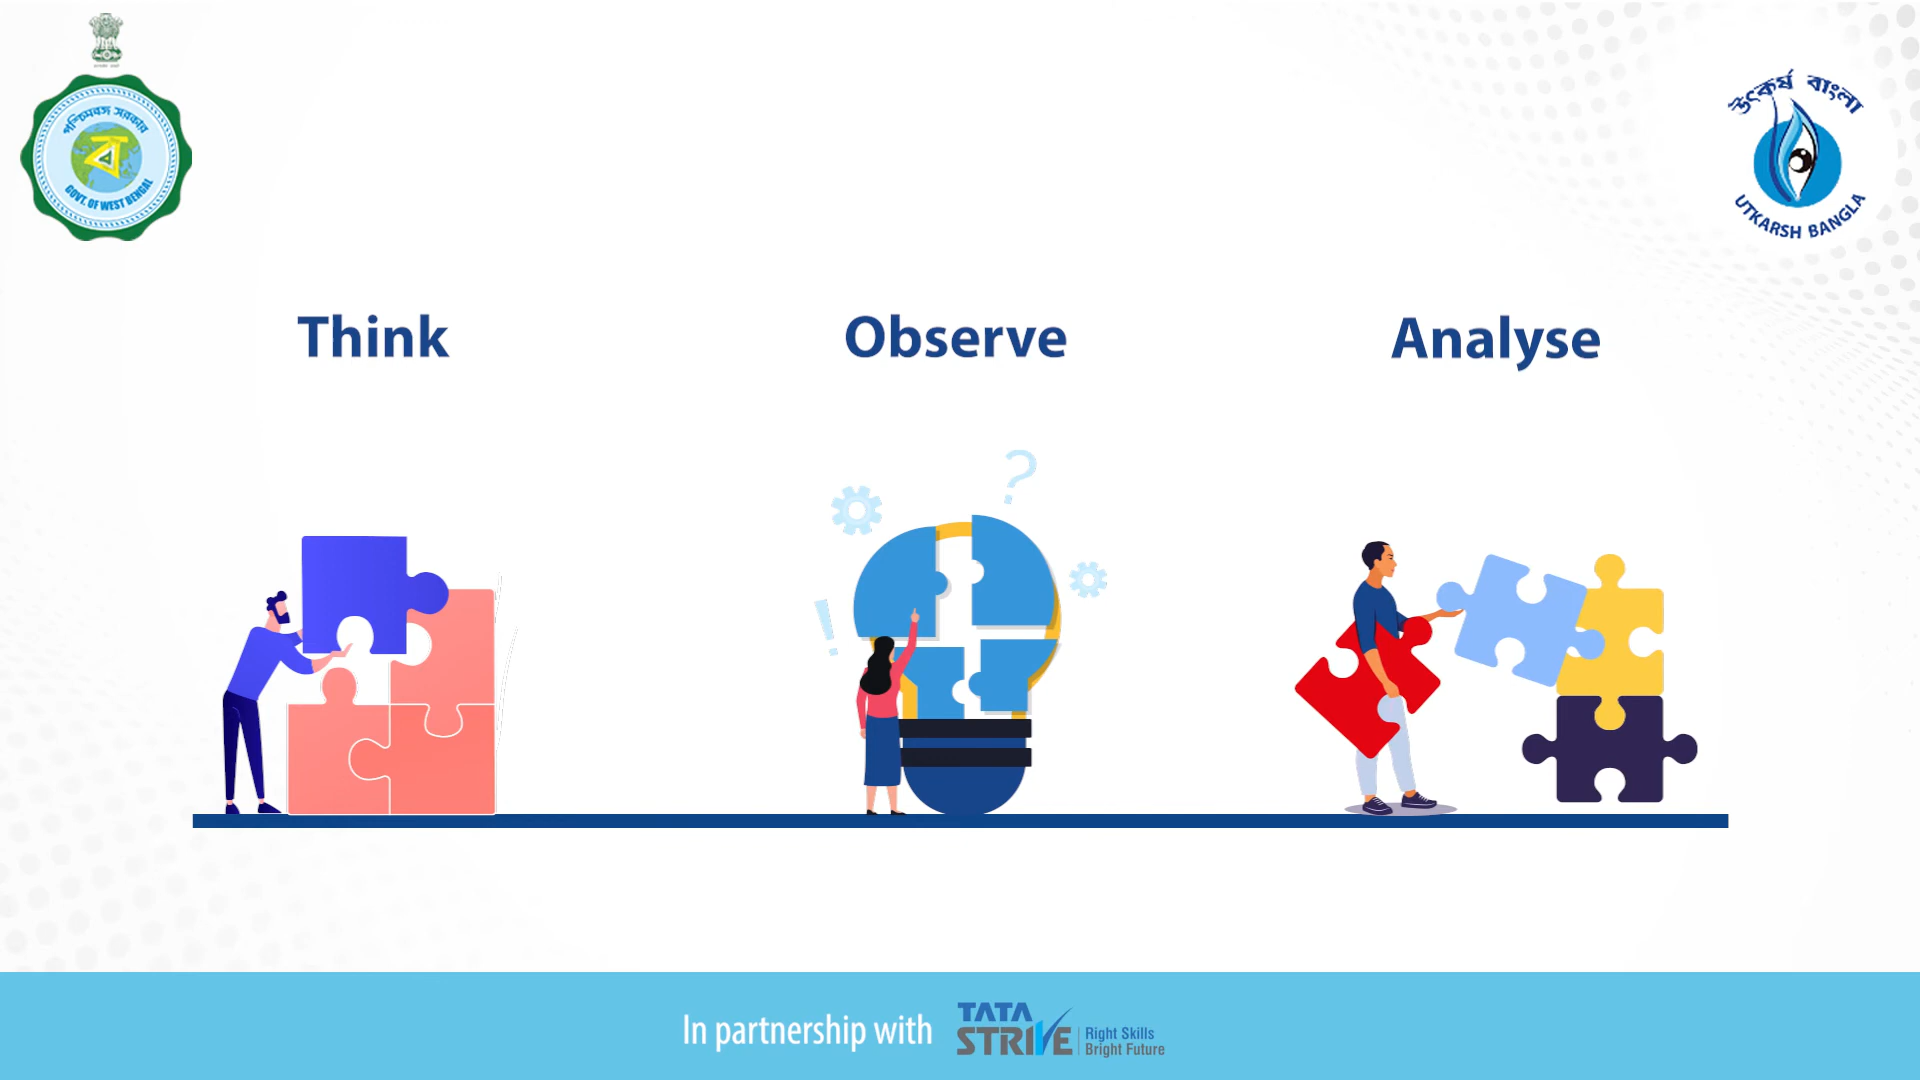 পশ্চিমবঙ্গ সরকার
ব
GOVT. OF WEST BENGAL
উৎকর্ষ বাংলা
UTKARSH BANGLA
Think
Observe
Analyse
?
!
In partnership with
TATA
STRIVE
Right Skills
Bright Future